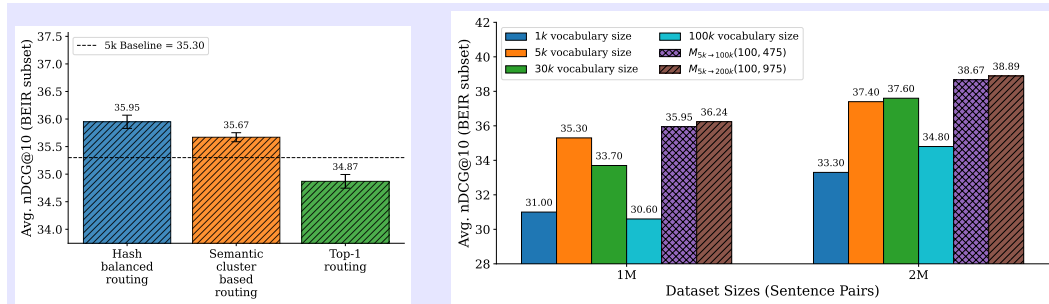 Avg. nDCG@10 (BEIR subset)
37.5
37.0
36.5
36.0
35.5
35.0
34.5
34.0
5k Baseline = 35.30
35.95
35.67
34.87
Hash
balanced
routing
Semantic
cluster
based
routing
Top-1
routing
Avg. nDCG@10 (BEIR subset)
42
40
38
36
34
32
30
28
1k vocabulary size
5k vocabulary size
30k vocabulary size
100k vocabulary size
M5k→100k(100, 475)
M5k→200k(100, 975)
31.00
35.30
33.70
30.60
35.95
36.24
33.30
37.40
37.60
34.80
38.67
38.89
1M
2M
Dataset Sizes (Sentence Pairs)